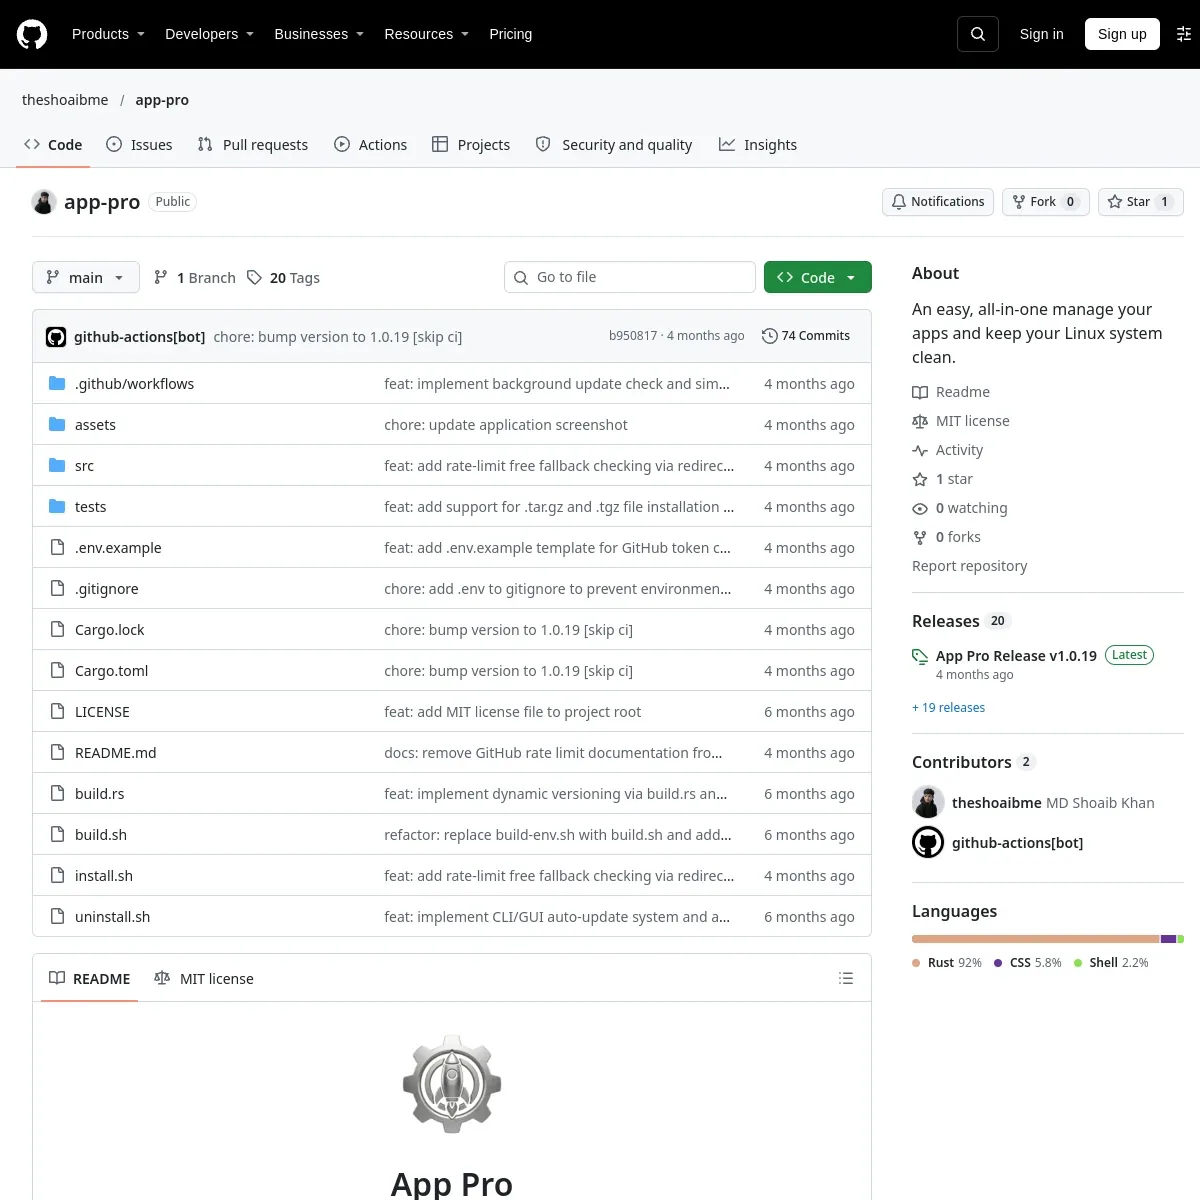 Products Developers Businesses Resources Pricing Sign in Sign up
theshoaibme / app-pro
Code Issues Pull requests Actions Projects Security and quality Insights
app-pro Public Notifications Fork 0 Star 1
main 1 Branch 20 Tags Go to file Code
github-actions[bot] chore: bump version to 1.0.19 [skip ci] b950817 · 4 months ago 74 Commits
.github/workflows feat: implement background update check and sim... 4 months ago
assets chore: update application screenshot 4 months ago
src feat: add rate-limit free fallback checking via redirec... 4 months ago
tests feat: add support for .tar.gz and .tgz file installation ... 4 months ago
.env.example feat: add .env.example template for GitHub token c... 4 months ago
.gitignore chore: add .env to gitignore to prevent environmen... 4 months ago
Cargo.lock chore: bump version to 1.0.19 [skip ci] 4 months ago
Cargo.toml chore: bump version to 1.0.19 [skip ci] 4 months ago
LICENSE feat: add MIT license file to project root 6 months ago
README.md docs: remove GitHub rate limit documentation fro... 4 months ago
build.rs feat: implement dynamic versioning via build.rs an... 6 months ago
build.sh refactor: replace build-env.sh with build.sh and add... 6 months ago
install.sh feat: add rate-limit free fallback checking via redirec... 4 months ago
uninstall.sh feat: implement CLI/GUI auto-update system and a... 6 months ago
README MIT license
App Pro
About
An easy, all-in-one manage your
apps and keep your Linux system
clean.
Readme
MIT license
Activity
1 star
0 watching
0 forks
Report repository
Releases 20
App Pro Release v1.0.19 Latest
4 months ago
+ 19 releases
Contributors 2
theshoaibme MD Shoaib Khan
github-actions[bot]
Languages
Rust 92% CSS 5.8% Shell 2.2%